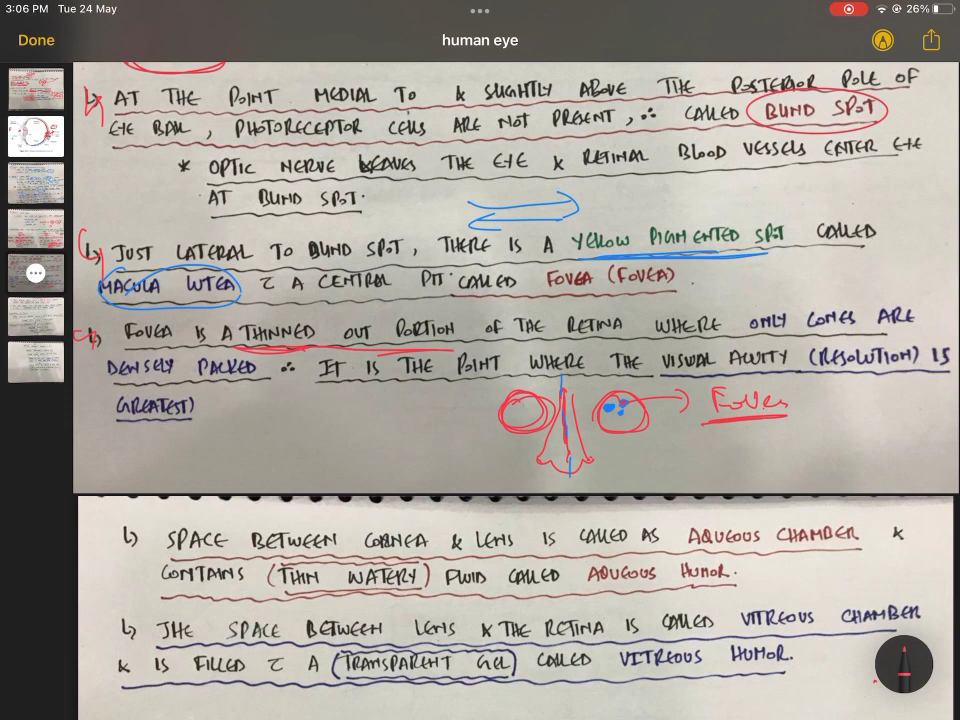 3:06 PM Tue 24 May
26%
Done
human eye
AT THE POINT MEDIAL TO & SLIGHTLY ABOVE THE POSTERIOR POLE OF
EYE BALL, PHOTORECEPTOR CELLS ARE NOT PRESENT, ∴ CALLED BLIND SPOT
* OPTIC NERVE LEAVES THE EYE & RETINAL BLOOD VESSELS ENTER EYE
AT BLIND SPOT.
JUST LATERAL TO BLIND SPOT, THERE IS A YELLOW PIGMENTED SPOT CALLED
MACULA LUTEA C A CENTRAL PIT CALLED FOVEA (FOVEA).
FOVEA IS A THINNED OUT PORTION OF THE RETINA WHERE ONLY CONES ARE
DENSELY PACKED ∴ IT IS THE POINT WHERE THE VISUAL ACUITY (RESOLUTION) IS
GREATEST)
Fovea
SPACE BETWEEN CORNEA & LENS IS CALLED AS AQUEOUS CHAMBER &
CONTAINS (THIN WATERY) FLUID CALLED AQUEOUS HUMOR.
THE SPACE BETWEEN LENS & THE RETINA IS CALLED VITREOUS CHAMBER
& IS FILLED C A (TRANSPARENT GEL) CALLED VITREOUS HUMOR.